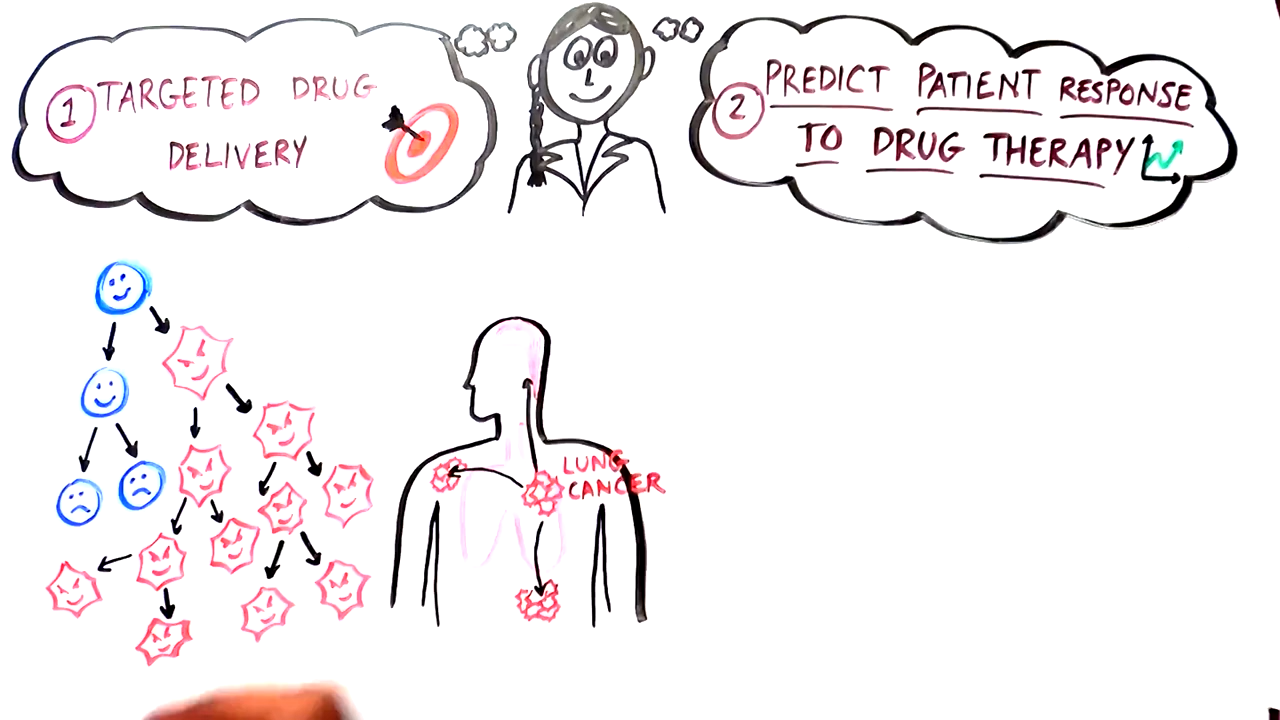 1 TARGETED DRUG
DELIVERY
2 PREDICT PATIENT RESPONSE
TO DRUG THERAPY
LUNG
CANCER